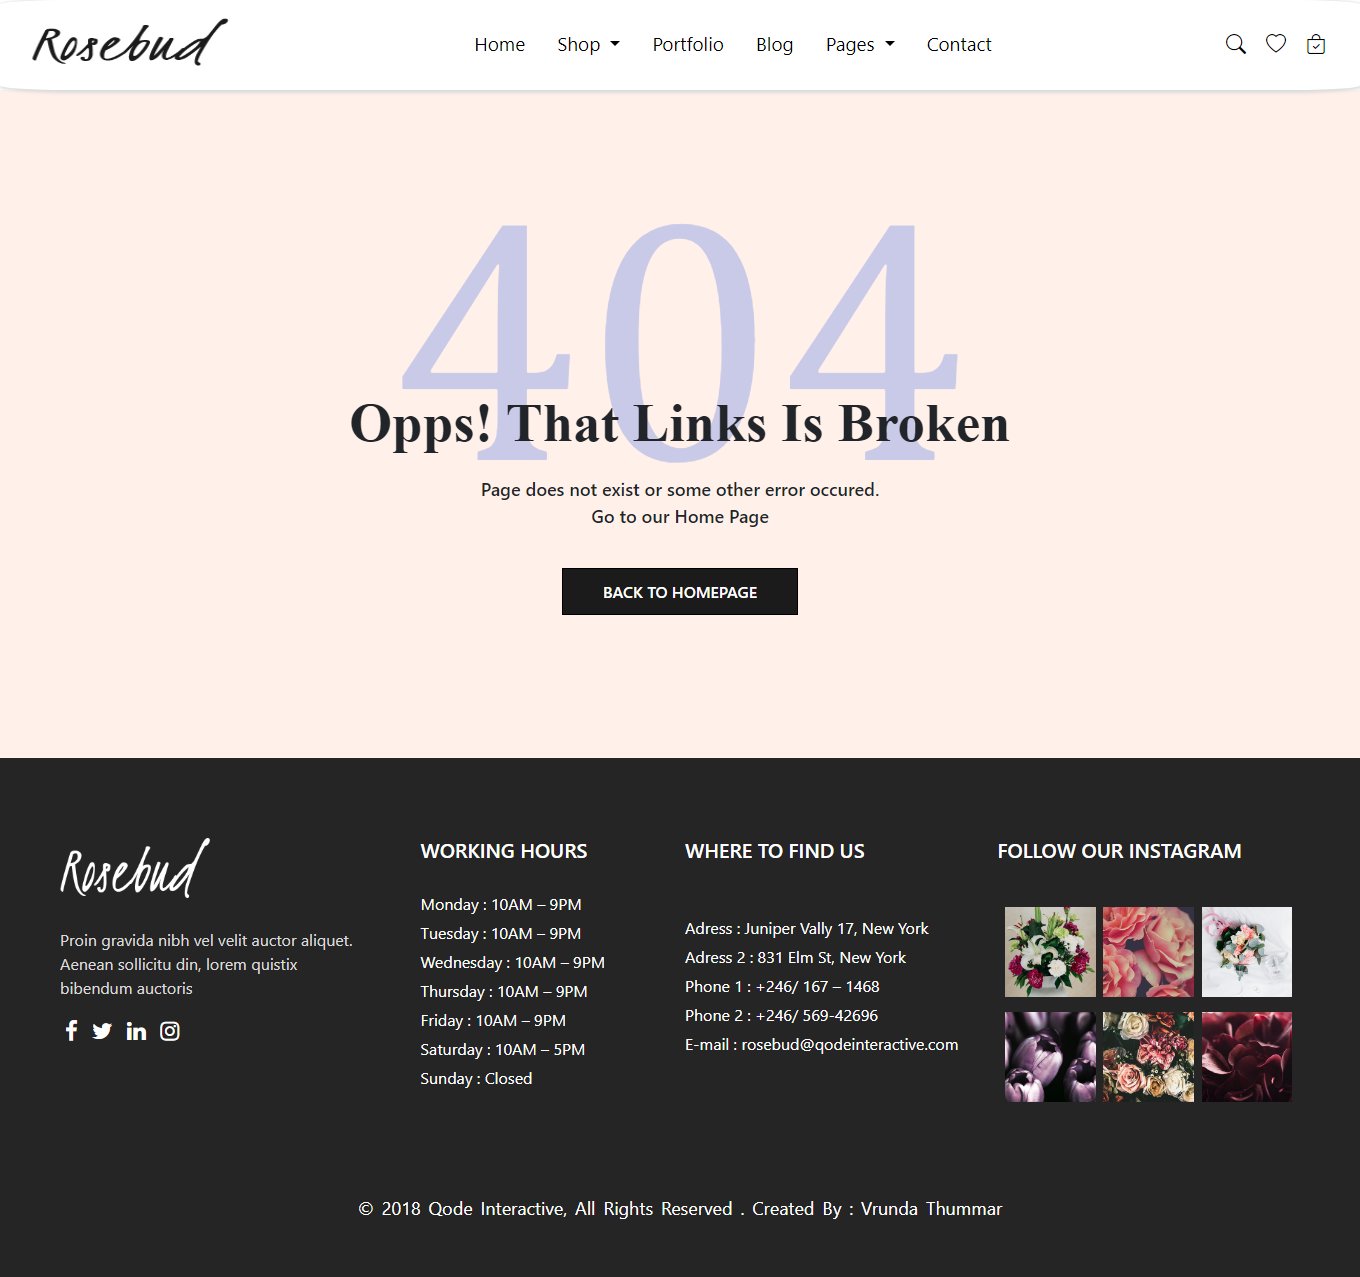 Rosebud
Home Shop Portfolio Blog Pages Contact
404
Opps! That Links Is Broken
Page does not exist or some other error occured.
Go to our Home Page
BACK TO HOMEPAGE
Rosebud
Proin gravida nibh vel velit auctor aliquet.
Aenean sollicitu din, lorem quistix
bibendum auctoris
WORKING HOURS
Monday : 10AM – 9PM
Tuesday : 10AM – 9PM
Wednesday : 10AM – 9PM
Thursday : 10AM – 9PM
Friday : 10AM – 9PM
Saturday : 10AM – 5PM
Sunday : Closed
WHERE TO FIND US
Adress : Juniper Vally 17, New York
Adress 2 : 831 Elm St, New York
Phone 1 : +246/ 167 – 1468
Phone 2 : +246/ 569-42696
E-mail : rosebud@qodeinteractive.com
FOLLOW OUR INSTAGRAM
© 2018 Qode Interactive, All Rights Reserved . Created By : Vrunda Thummar